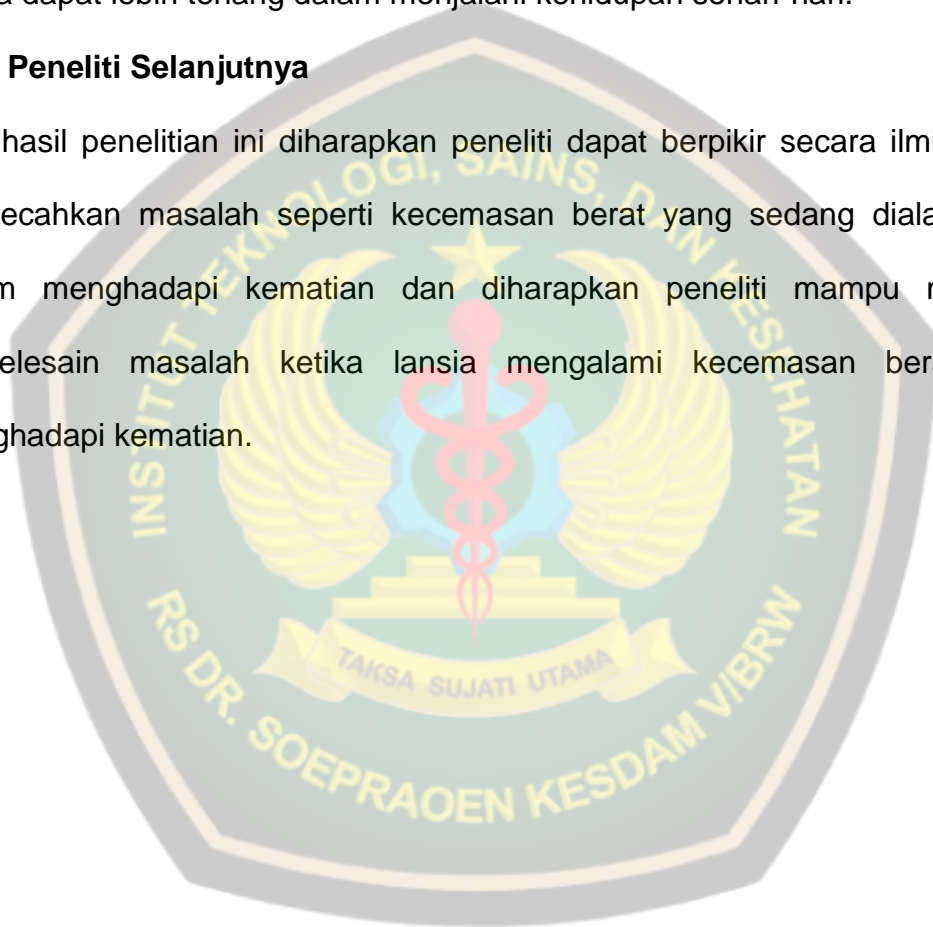 a dapat lebih tenang dalam menjalani kehidupan sehari-hari.
Peneliti Selanjutnya
hasil penelitian ini diharapkan peneliti dapat berpikir secara ilmi
ecahkan masalah seperti kecemasan berat yang sedang diala
m menghadapi kematian dan diharapkan peneliti mampu
elesain masalah ketika lansia mengalami kecemasan ber
ghadapi kematian.
INSTITUT TEKNOLOGI, SAINS, DAN KESEHATAN
TAKSA SUJATI UTAMA
RS DR. SOEPRAOEN KESDAM V/BRW